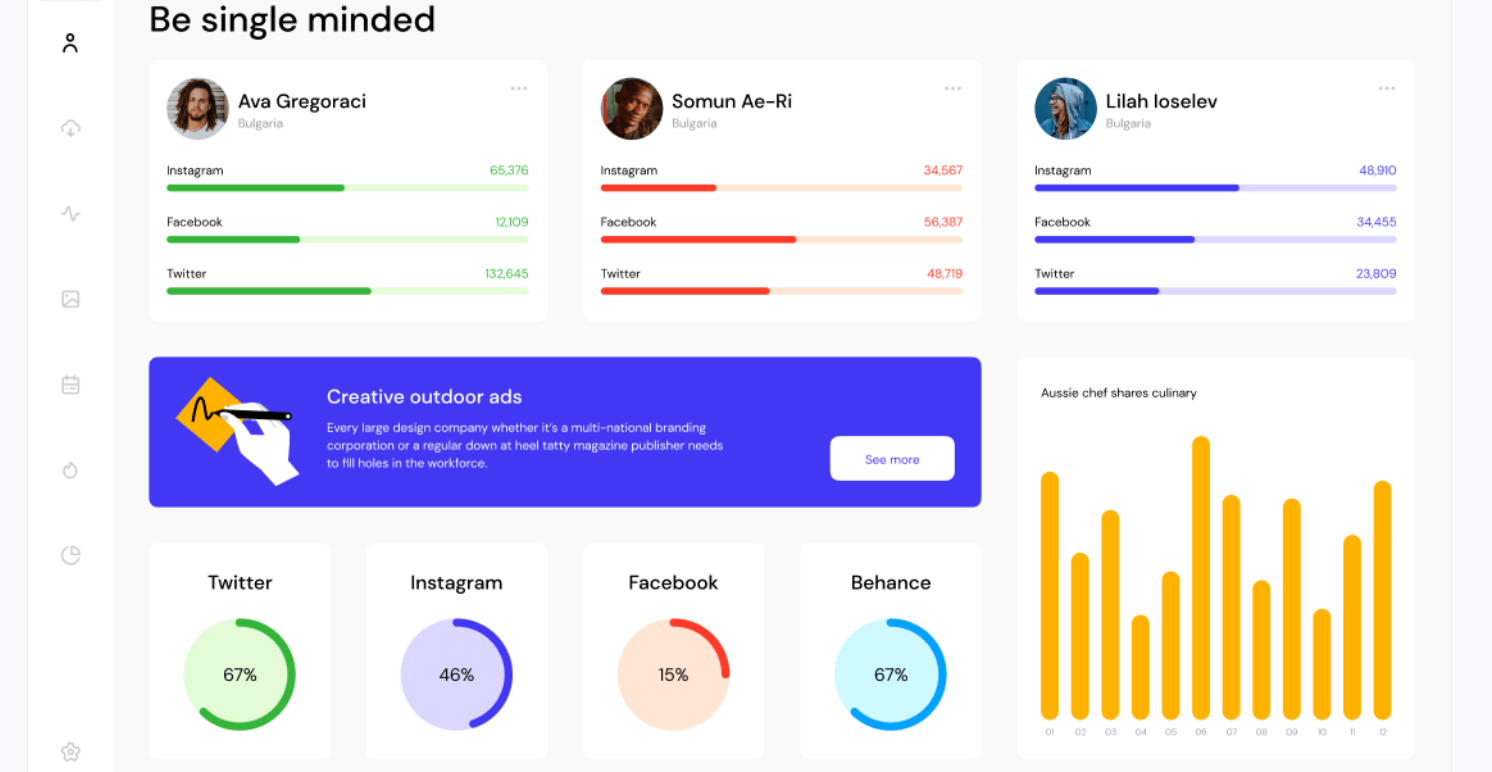 Be single minded
Ava Gregoraci
Bulgaria
Instagram 65,376
Facebook 12,109
Twitter 132,645
Somun Ae-Ri
Bulgaria
Instagram 34,567
Facebook 56,387
Twitter 48,719
Lilah Ioselev
Bulgaria
Instagram 48,910
Facebook 34,455
Twitter 23,809
Creative outdoor ads
Every large design company whether it's a multi-national branding
corporation or a regular down at heel tatty magazine publisher needs
to fill holes in the workforce.
See more
Twitter
67%
Instagram
46%
Facebook
15%
Behance
67%
Aussie chef shares culinary
01 02 03 04 05 06 07 08 09 10 11 12